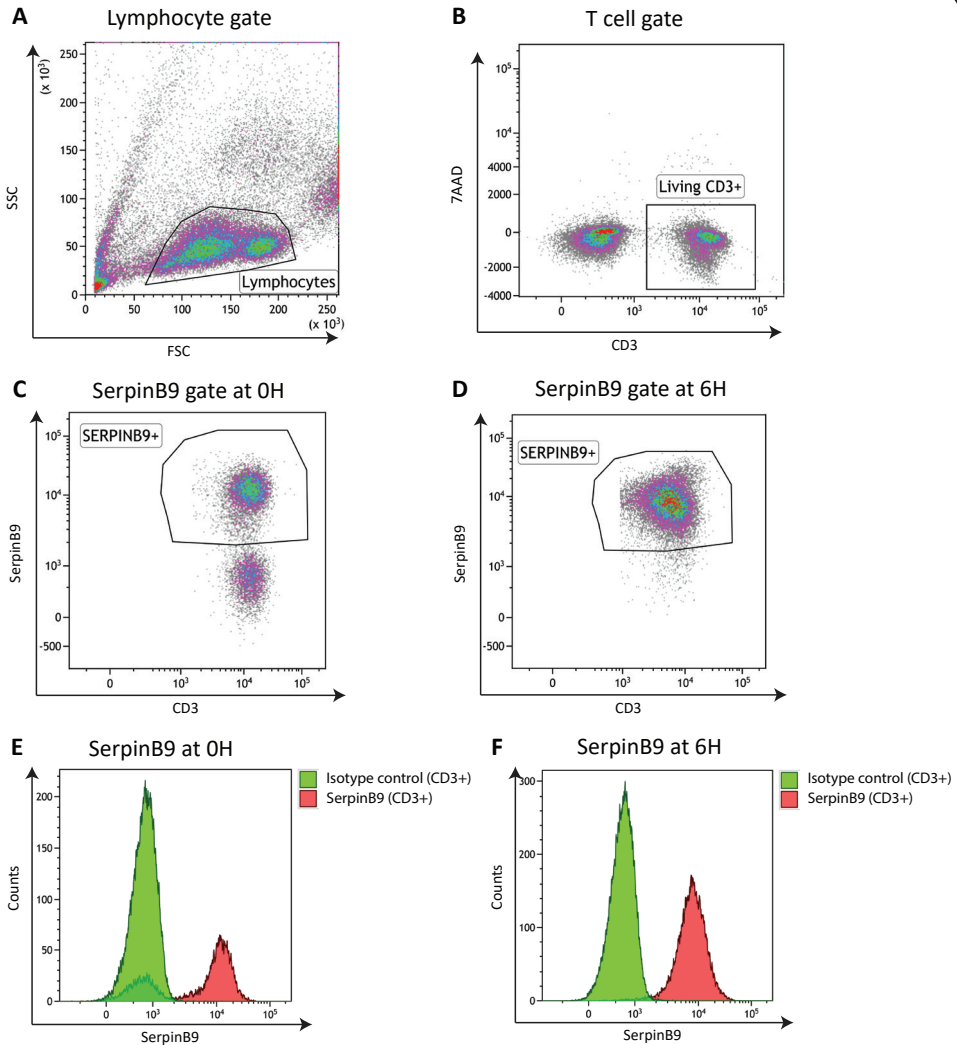 A Lymphocyte gate
(x 10³)
SSC
250
200
150
100
50
0
Lymphocytes
0 50 100 150 200 250
(x 10³)
FSC
B T cell gate
7AAD
10⁵
10⁴
4000
2000
0
-2000
-4000
Living CD3+
0 10³ 10⁴ 10⁵
CD3
C SerpinB9 gate at 0H
SerpinB9
SERPINB9+
10⁵
10⁴
10³
0
-500
0 10³ 10⁴ 10⁵
CD3
D SerpinB9 gate at 6H
SerpinB9
SERPINB9+
10⁵
10⁴
10³
0
-500
0 10³ 10⁴ 10⁵
CD3
E SerpinB9 at 0H
Isotype control (CD3+)
SerpinB9 (CD3+)
Counts
200
150
100
50
0
0 10³ 10⁴ 10⁵
SerpinB9
F SerpinB9 at 6H
Isotype control (CD3+)
SerpinB9 (CD3+)
Counts
300
200
100
0
0 10³ 10⁴ 10⁵
SerpinB9